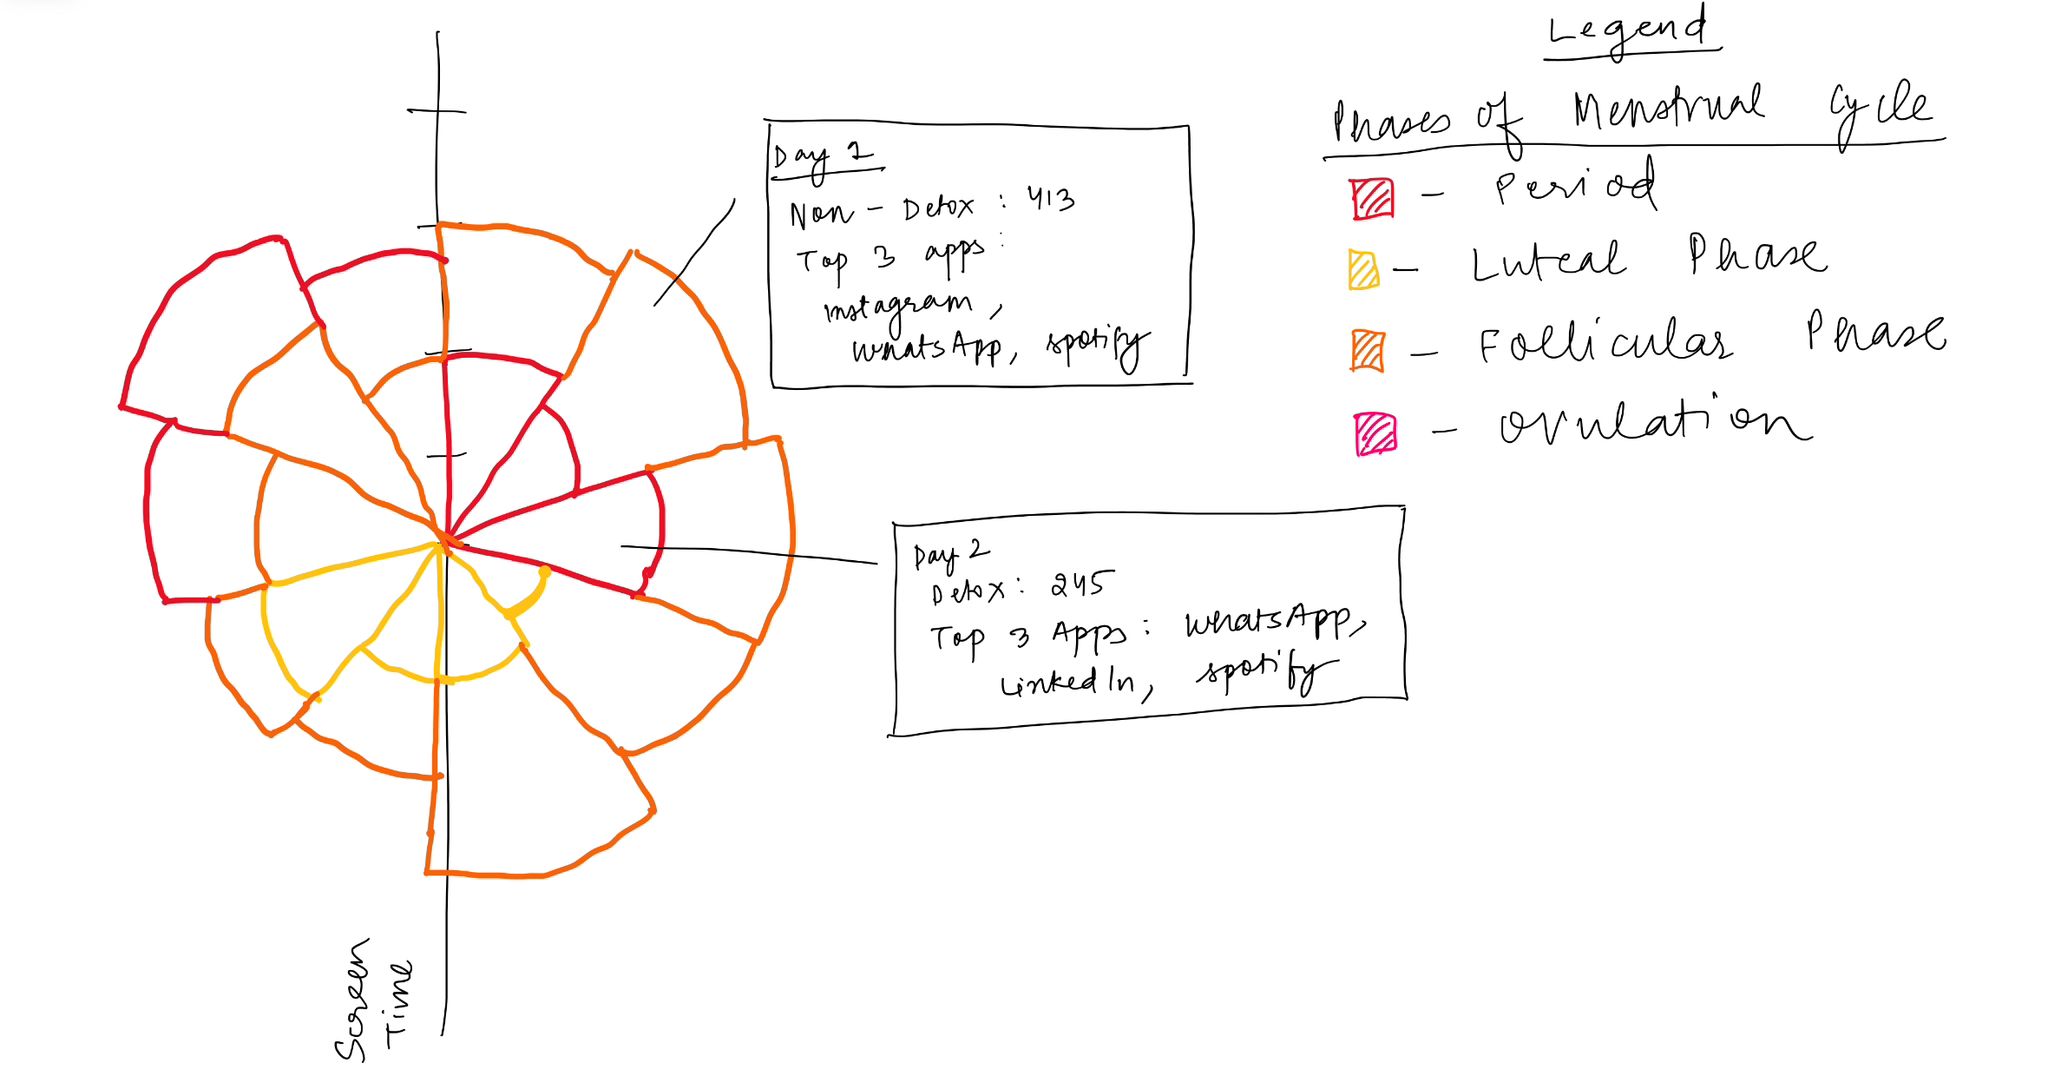 Legend
Phases of Menstrual Cycle
- Period
- Luteal Phase
- Follicular Phase
- Ovulation
Day 1
Non - Detox : 413
Top 3 apps :
Instagram,
WhatsApp, Spotify
Day 2
Detox : 245
Top 3 Apps : WhatsApp,
LinkedIn, Spotify
Screen
Time